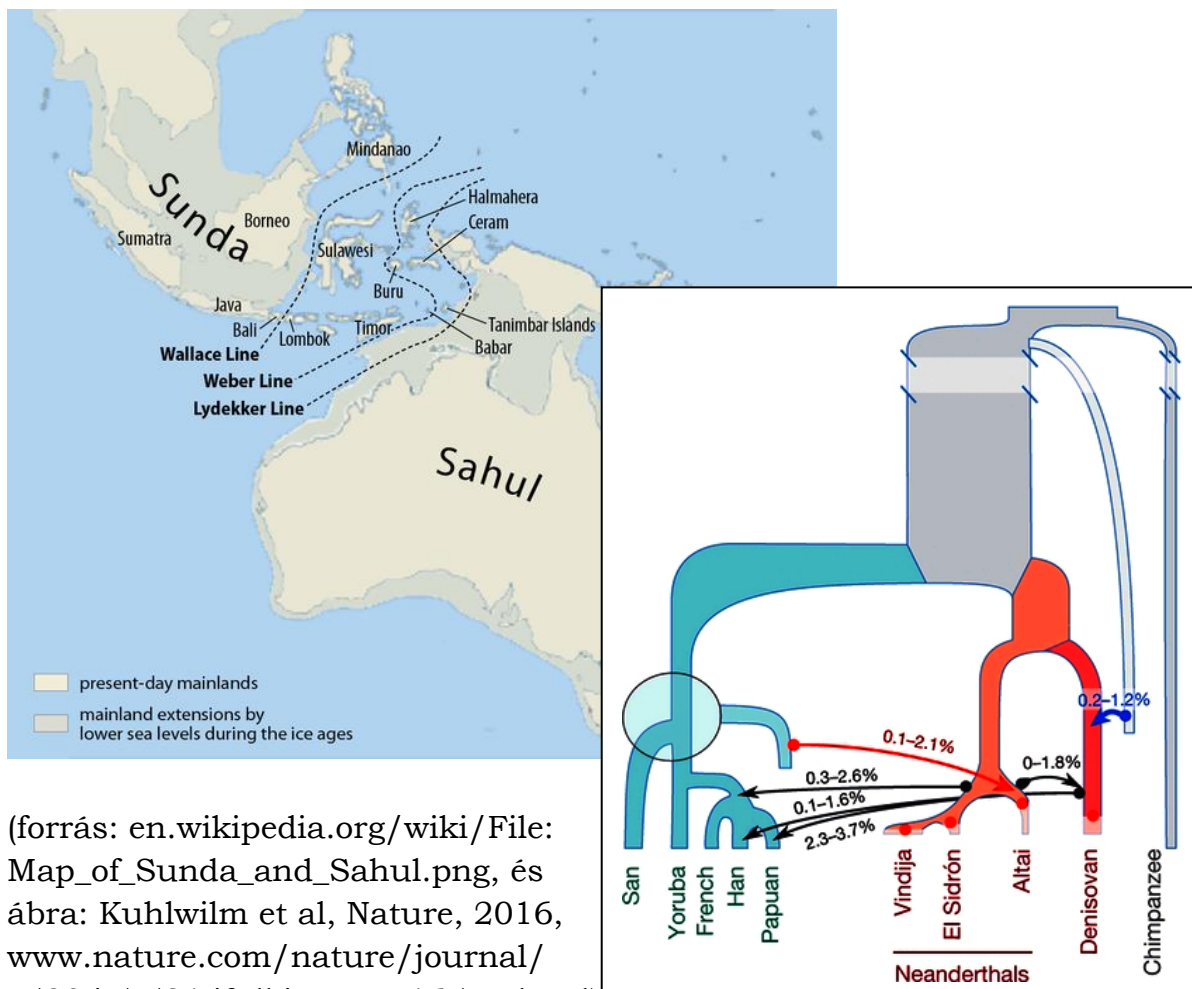 Mindanao
Halmahera
Ceram
Sunda
Borneo
Sumatra
Sulawesi
Buru
Java
Bali
Lombok
Timor
Tanimbar Islands
Babar
Wallace Line
Weber Line
Lydekker Line
Sahul
present-day mainlands
mainland extensions by
lower sea levels during the ice ages
0.2–1.2%
0.1–2.1%
0–1.8%
0.3–2.6%
0.1–1.6%
2.3–3.7%
San
Yoruba
French
Han
Papuan
Vindija
El Sidrón
Altai
Denisovan
Chimpanzee
Neanderthals
(forrás: en.wikipedia.org/wiki/File:
Map_of_Sunda_and_Sahul.png, és
ábra: Kuhlwilm et al, Nature, 2016,
www.nature.com/nature/journal/